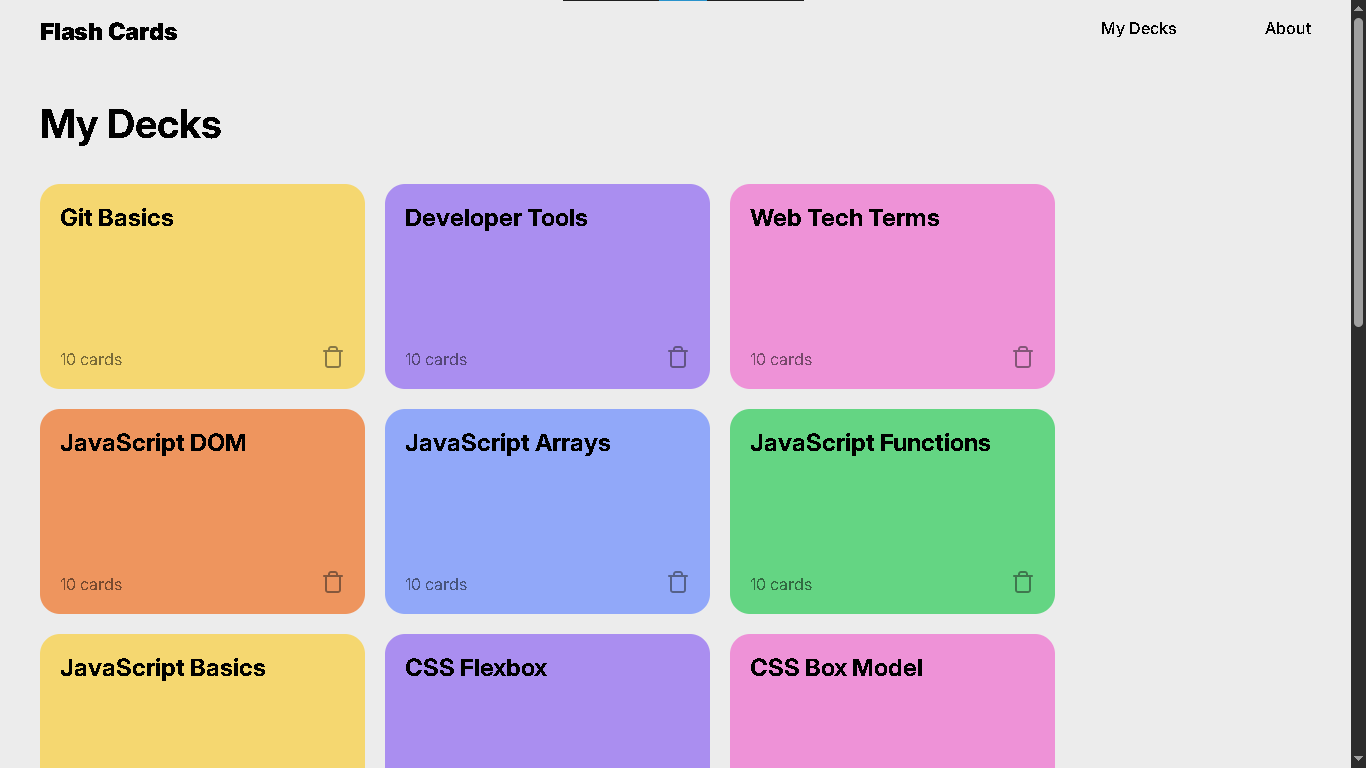 Flash Cards
My Decks
About
My Decks
Git Basics
10 cards
Developer Tools
10 cards
Web Tech Terms
10 cards
JavaScript DOM
10 cards
JavaScript Arrays
10 cards
JavaScript Functions
10 cards
JavaScript Basics
CSS Flexbox
CSS Box Model